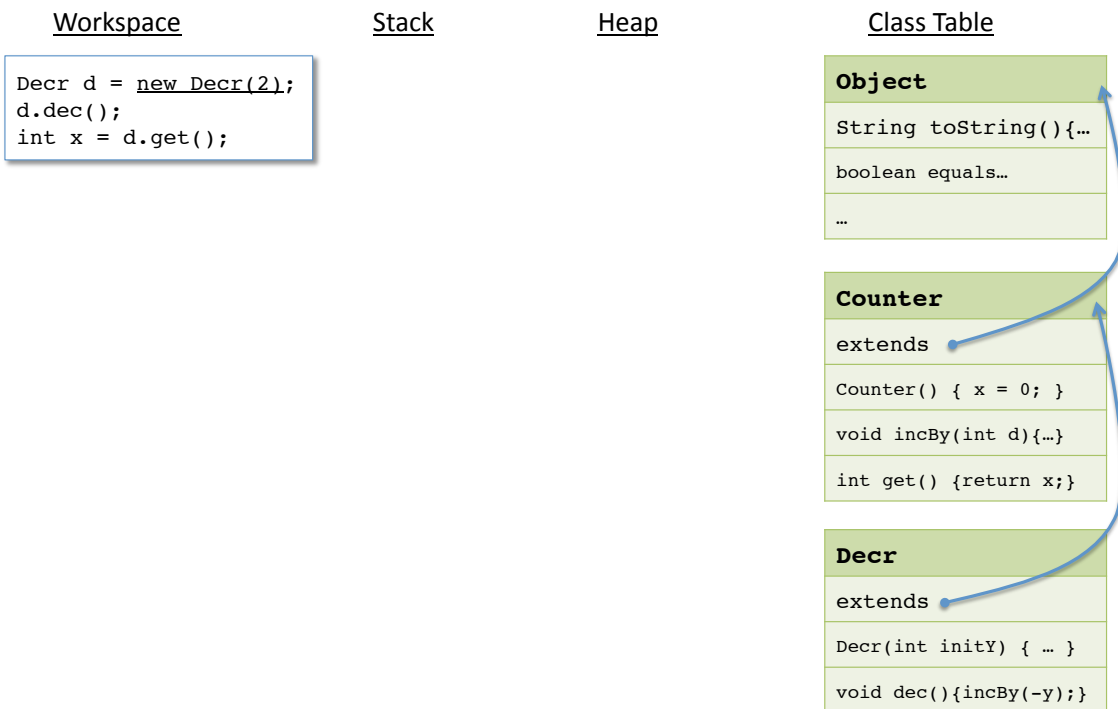 Workspace
Stack
Heap
Class Table
Decr d = new Decr(2);
d.dec();
int x = d.get();
Object
String toString(){…
boolean equals…
…
Counter
extends
Counter() { x = 0; }
void incBy(int d){…}
int get() {return x;}
Decr
extends
Decr(int initY) { … }
void dec(){incBy(-y);}